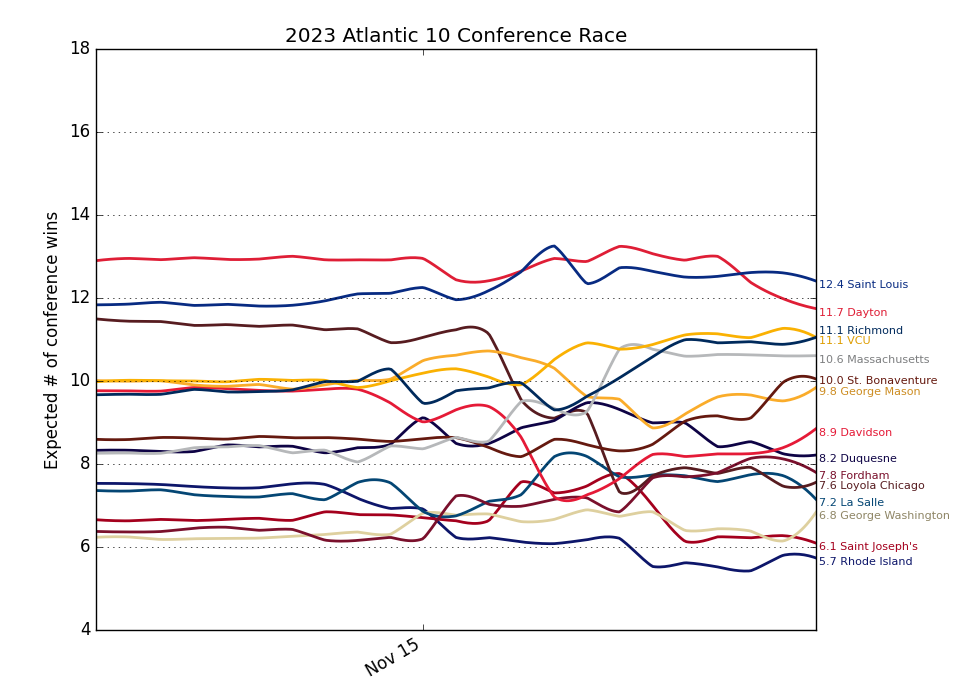 2023 Atlantic 10 Conference Race
Expected # of conference wins
18
16
14
12
10
8
6
4
Nov 15
12.4 Saint Louis
11.7 Dayton
11.1 Richmond
11.1 VCU
10.6 Massachusetts
10.0 St. Bonaventure
9.8 George Mason
8.9 Davidson
8.2 Duquesne
7.8 Fordham
7.6 Loyola Chicago
7.2 La Salle
6.8 George Washington
6.1 Saint Joseph's
5.7 Rhode Island